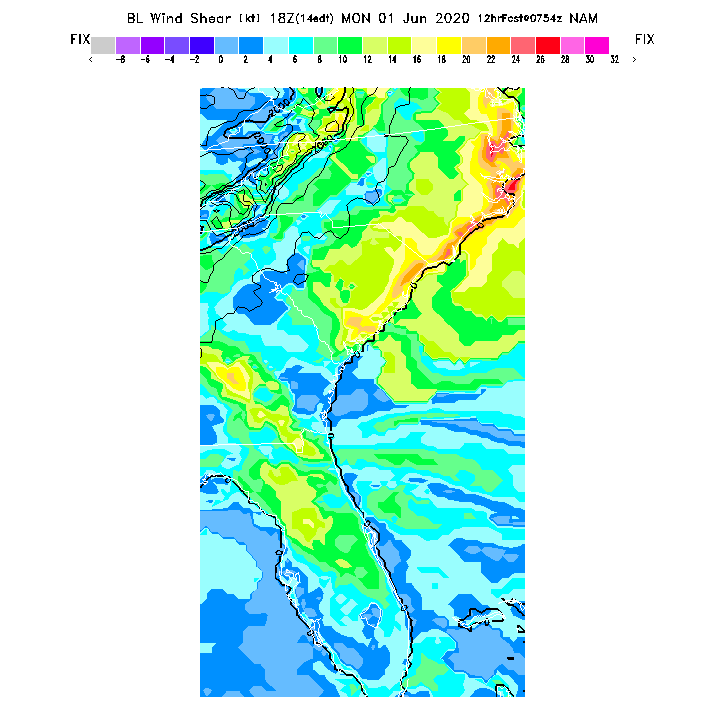 BL Wind Shear [kt] 18Z(14edt) MON 01 Jun 2020 12hrFcst@0754z NAM
FIX FIX
< -8 -6 -4 -2 0 2 4 6 8 10 12 14 16 18 20 22 24 26 28 30 32 >